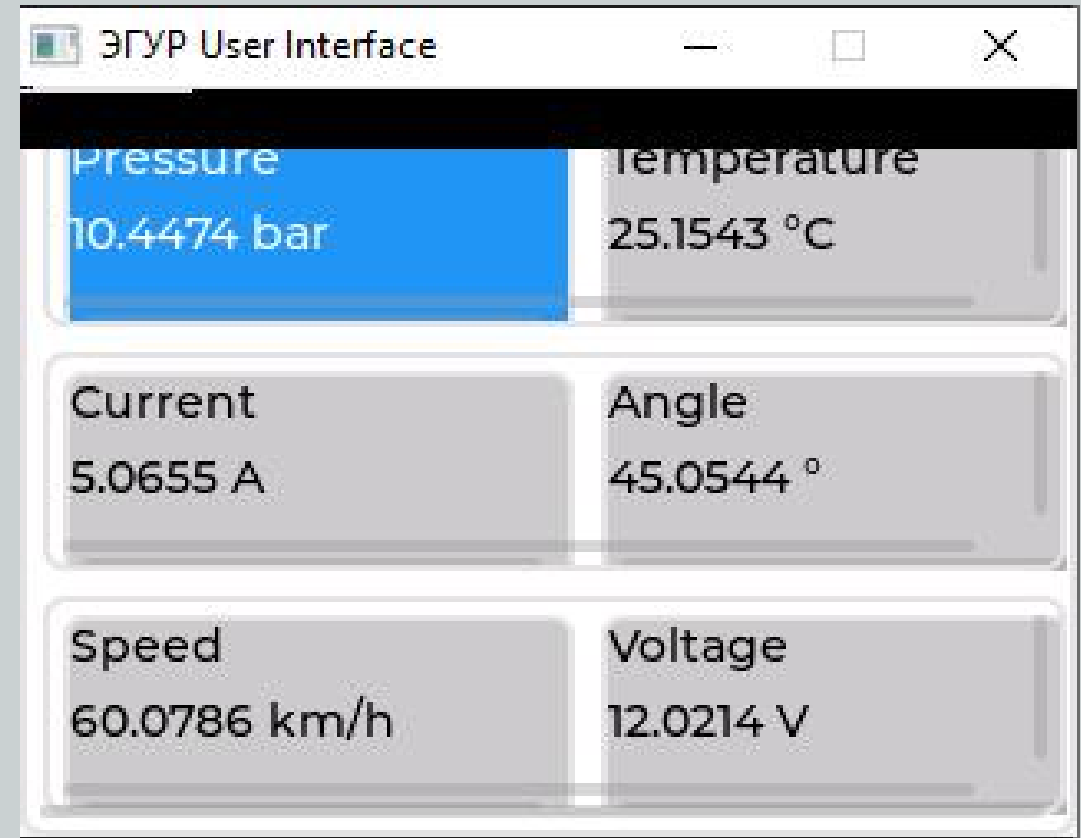 ЭГУР User Interface
Pressure
10.4474 bar
Temperature
25.1543 °C
Current
5.0655 A
Angle
45.0544 °
Speed
60.0786 km/h
Voltage
12.0214 V